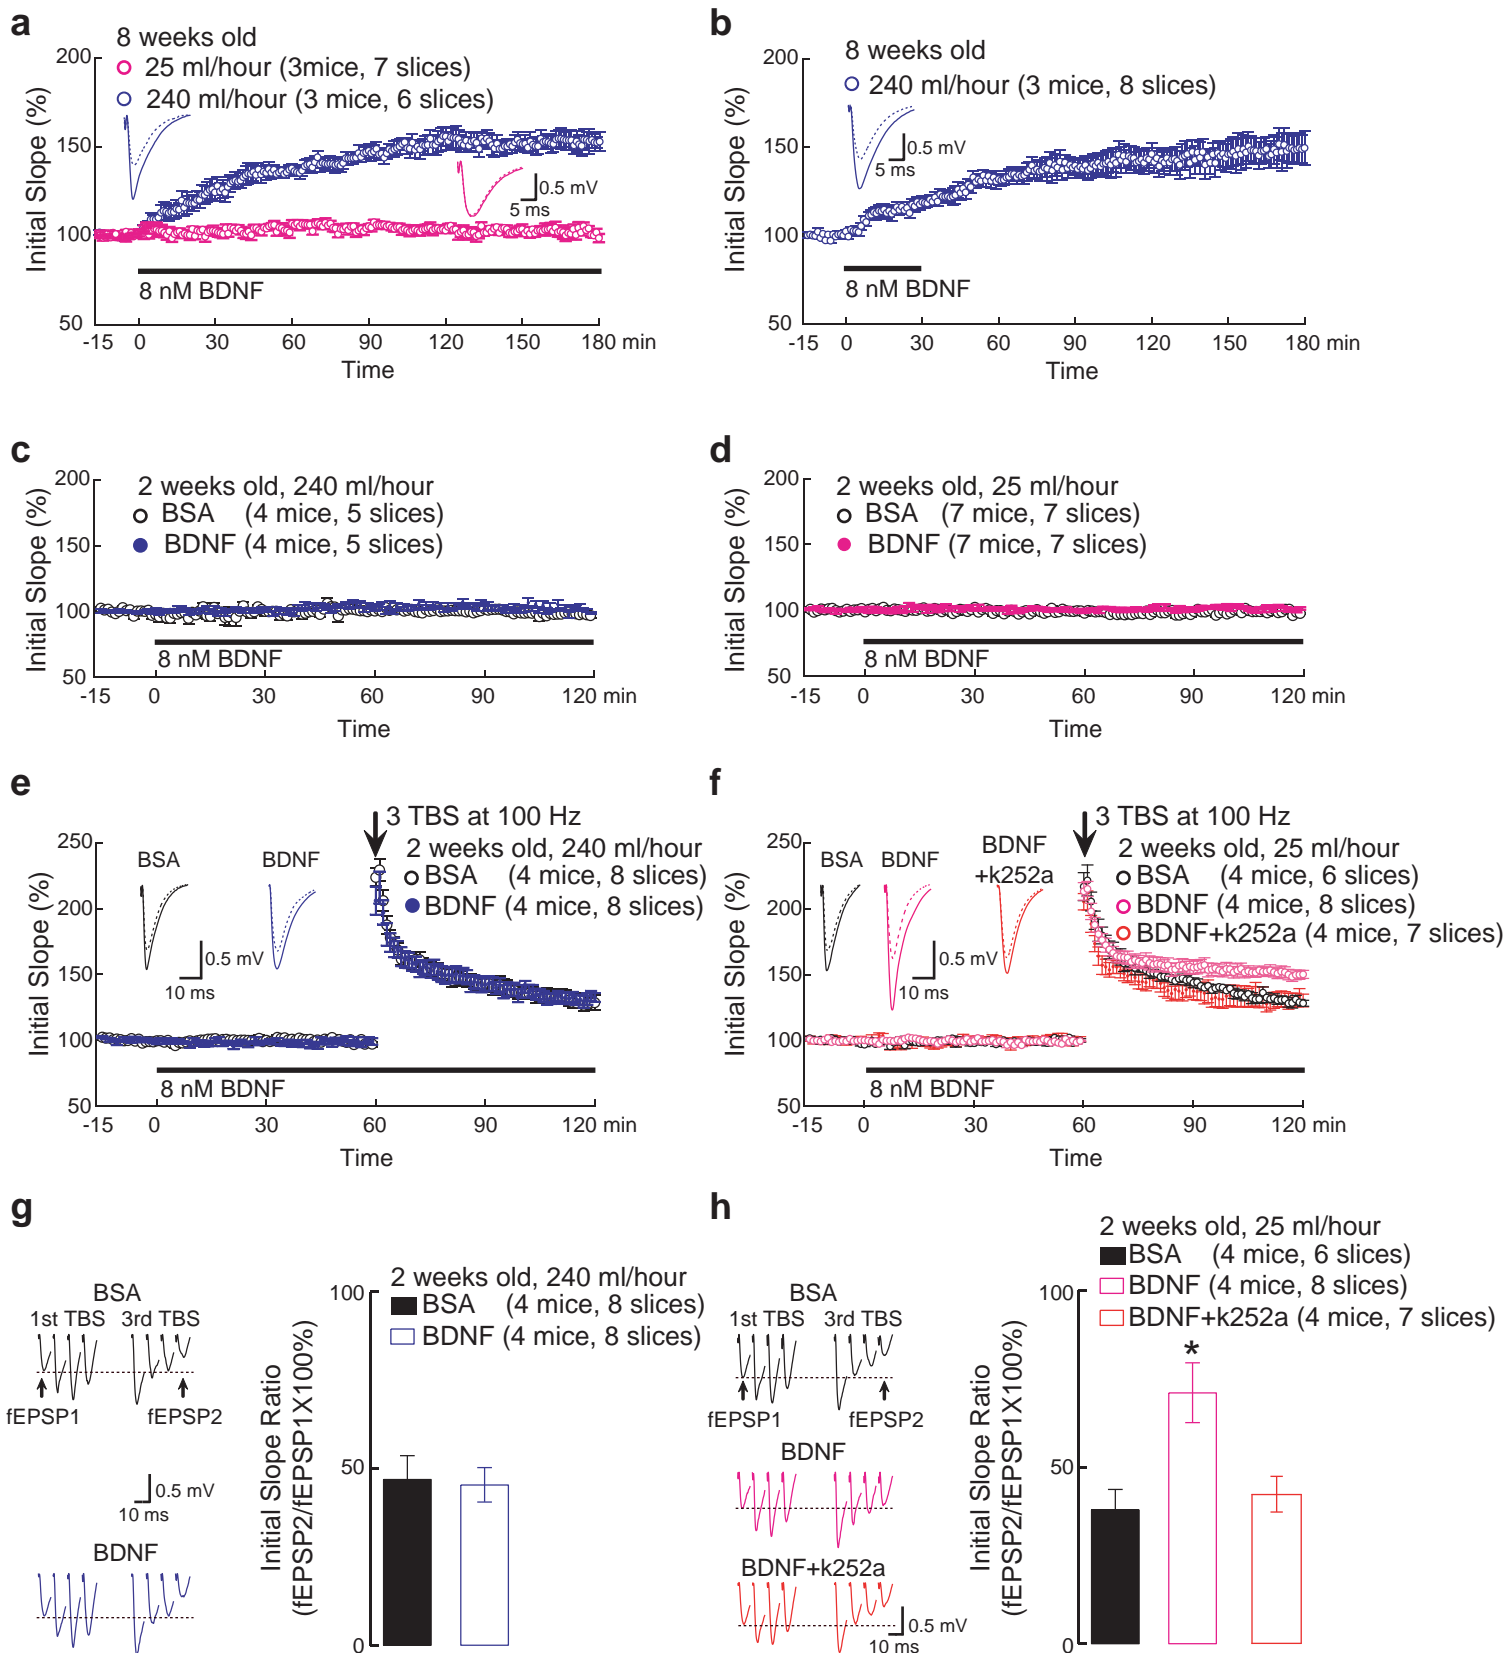 a
8 weeks old
25 ml/hour (3mice, 7 slices)
240 ml/hour (3 mice, 6 slices)
Initial Slope (%)
200
150
100
50
0.5 mV
5 ms
8 nM BDNF
-15 0 30 60 90 120 150 180 min
Time
b
8 weeks old
240 ml/hour (3 mice, 8 slices)
Initial Slope (%)
200
150
100
50
0.5 mV
5 ms
8 nM BDNF
-15 0 30 60 90 120 150 180 min
Time
c
2 weeks old, 240 ml/hour
BSA (4 mice, 5 slices)
BDNF (4 mice, 5 slices)
Initial Slope (%)
200
150
100
50
8 nM BDNF
-15 0 30 60 90 120 min
Time
d
2 weeks old, 25 ml/hour
BSA (7 mice, 7 slices)
BDNF (7 mice, 7 slices)
Initial Slope (%)
200
150
100
50
8 nM BDNF
-15 0 30 60 90 120 min
Time
e
3 TBS at 100 Hz
2 weeks old, 240 ml/hour
BSA (4 mice, 8 slices)
BDNF (4 mice, 8 slices)
BSA
BDNF
Initial Slope (%)
250
200
150
100
50
0.5 mV
10 ms
8 nM BDNF
-15 0 30 60 90 120 min
Time
f
3 TBS at 100 Hz
2 weeks old, 25 ml/hour
BSA (4 mice, 6 slices)
BDNF (4 mice, 8 slices)
BDNF+k252a (4 mice, 7 slices)
BSA
BDNF
BDNF
+k252a
Initial Slope (%)
250
200
150
100
50
0.5 mV
10 ms
8 nM BDNF
-15 0 30 60 90 120 min
Time
g
BSA
1st TBS 3rd TBS
fEPSP1 fEPSP2
0.5 mV
10 ms
BDNF
2 weeks old, 240 ml/hour
BSA (4 mice, 8 slices)
BDNF (4 mice, 8 slices)
Initial Slope Ratio
(fEPSP2/fEPSP1X100%)
100
50
0
h
BSA
1st TBS 3rd TBS
fEPSP1 fEPSP2
BDNF
BDNF+k252a
0.5 mV
10 ms
2 weeks old, 25 ml/hour
BSA (4 mice, 6 slices)
BDNF (4 mice, 8 slices)
BDNF+k252a (4 mice, 7 slices)
Initial Slope Ratio
(fEPSP2/fEPSP1X100%)
100
50
0
*